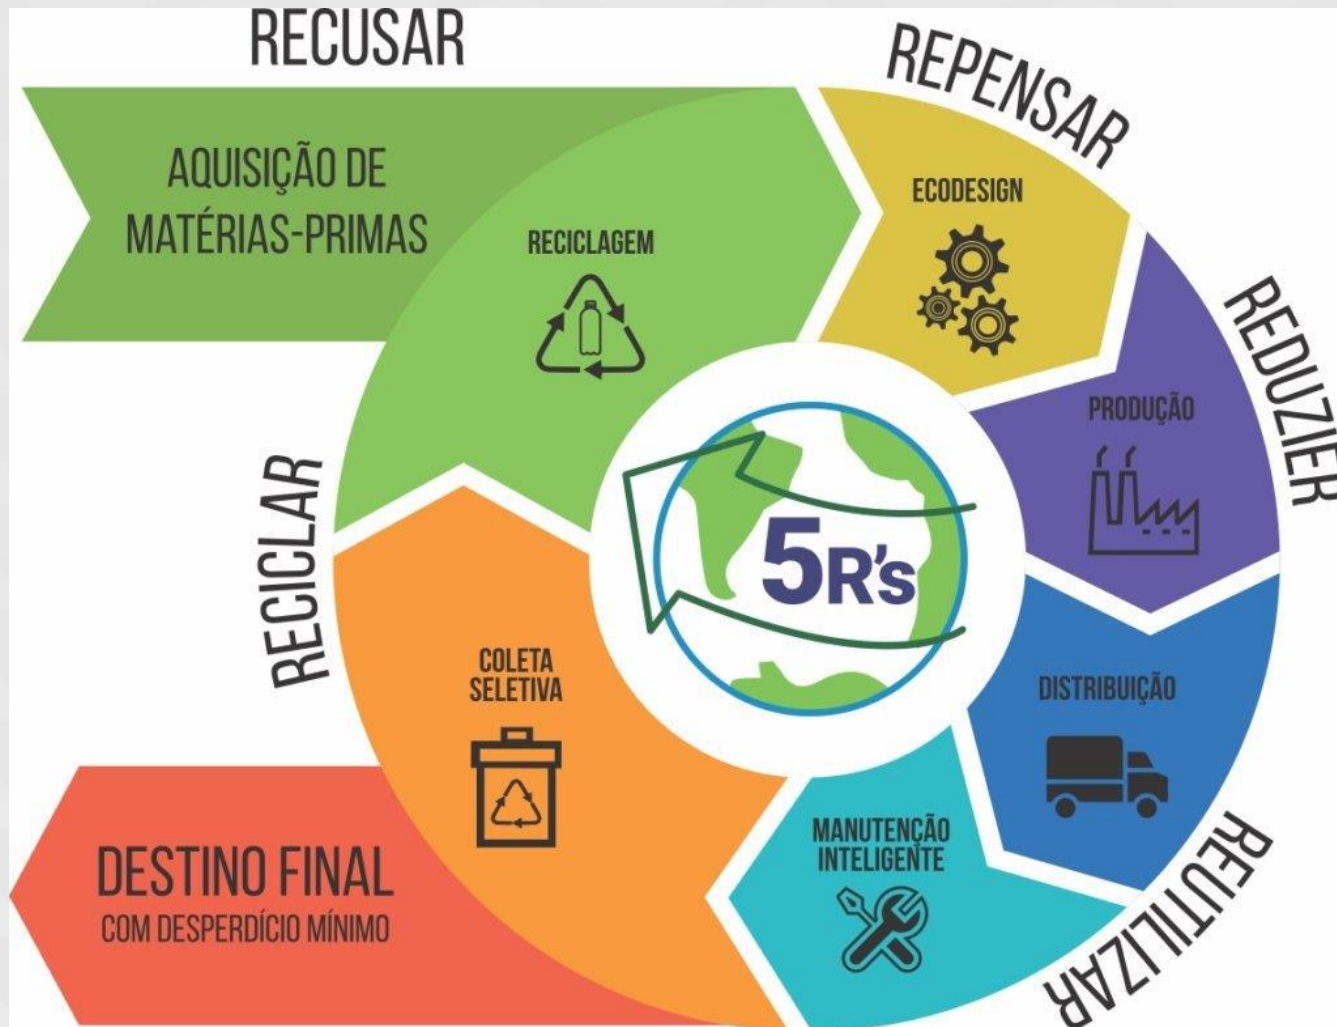 RECUSAR
REPENSAR
AQUISIÇÃO DE
MATÉRIAS-PRIMAS
RECICLAGEM
ECODESIGN
REDUZIER
PRODUÇÃO
RECICLAR
5R's
COLETA
SELETIVA
DISTRIBUIÇÃO
MANUTENÇÃO
INTELIGENTE
REUTILIZAR
DESTINO FINAL
COM DESPERDÍCIO MÍNIMO